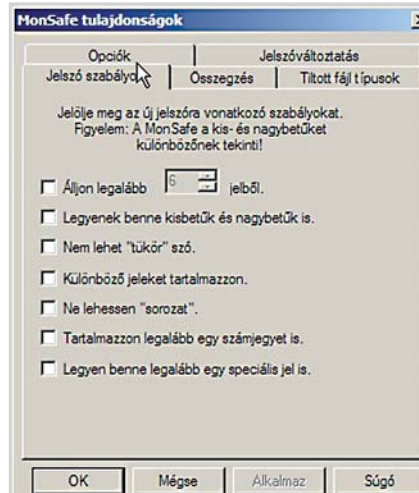 MonSafe tulajdonságok
Opciók Jelszóváltoztatás
Jelszó szabályok Összegzés Tiltott fájl típusok
Jelölje meg az új jelszóra vonatkozó szabályokat.
Figyelem: A MonSafe a kis- és nagybetűket
különbözőnek tekinti!
Álljon legalább 6 jelből.
Legyenek benne kisbetűk és nagybetűk is.
Nem lehet "tükör" szó.
Különböző jeleket tartalmazzon.
Ne lehessen "sorozat".
Tartalmazzon legalább egy számjegyet is.
Legyen benne legalább egy speciális jel is.
OK Mégse Alkalmaz Súgó